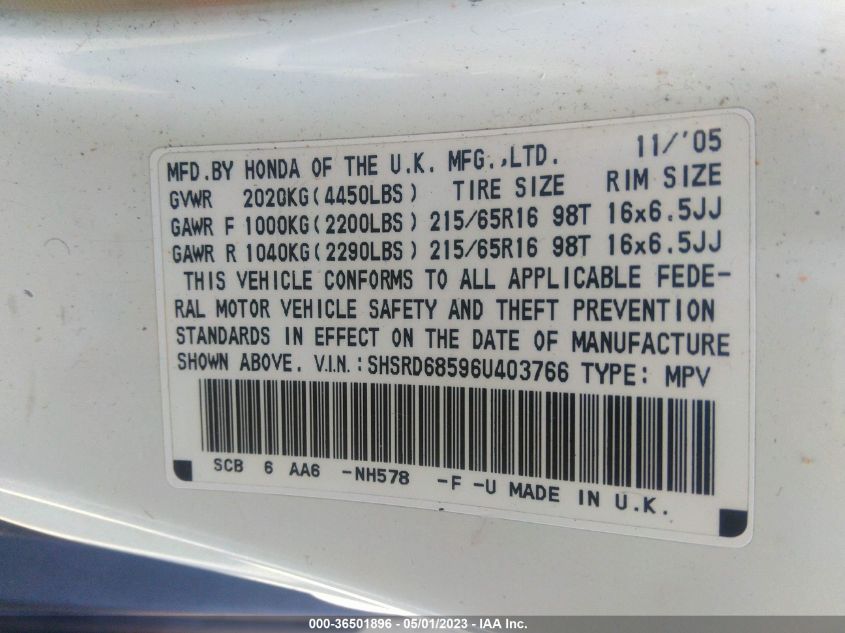 MFD.BY HONDA OF THE U.K. MFG.,LTD. 11/'05
GVWR 2020KG(4450LBS) TIRE SIZE RIM SIZE
GAWR F 1000KG(2200LBS) 215/65R16 98T 16x6.5JJ
GAWR R 1040KG(2290LBS) 215/65R16 98T 16x6.5JJ
THIS VEHICLE CONFORMS TO ALL APPLICABLE FEDE-
RAL MOTOR VEHICLE SAFETY AND THEFT PREVENTION
STANDARDS IN EFFECT ON THE DATE OF MANUFACTURE
SHOWN ABOVE. V.I.N.: SHSRD68596U403766 TYPE: MPV
SCB 6 AA6 -NH578 -F -U MADE IN U.K.
000-36501896 - 05/01/2023 - IAA Inc.